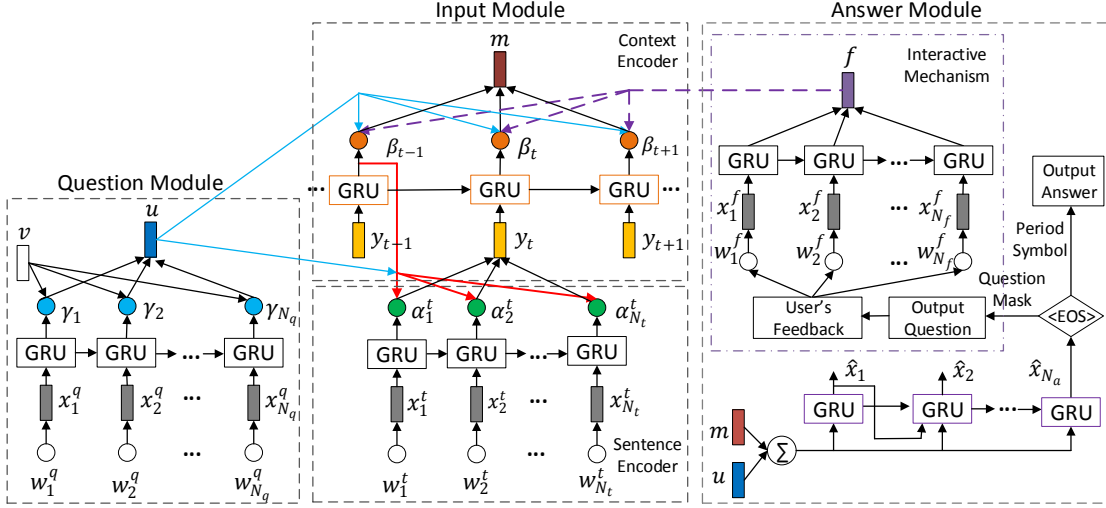 Question Module
v
u
γ_1 γ_2 γ_{N_q}
GRU GRU ... GRU
x_1^q x_2^q ... x_{N_q}^q
w_1^q w_2^q ... w_{N_q}^q
Input Module
Context
Encoder
m
β_{t−1} β_t β_{t+1}
... GRU GRU GRU ...
y_{t−1} y_t y_{t+1}
α_1^t α_2^t α_{N_t}^t
GRU GRU ... GRU
x_1^t x_2^t ... x_{N_t}^t
Sentence
Encoder
w_1^t w_2^t ... w_{N_t}^t
Answer Module
Interactive
Mechanism
f
GRU GRU ... GRU
x_1^f x_2^f ... x_{N_f}^f
w_1^f w_2^f ... w_{N_f}^f
Output
Answer
Period
Symbol
Question
Mask
User's
Feedback
Output
Question
<EOS>
x̂_1 x̂_2 x̂_{N_a}
GRU GRU ... GRU
m
∑
u